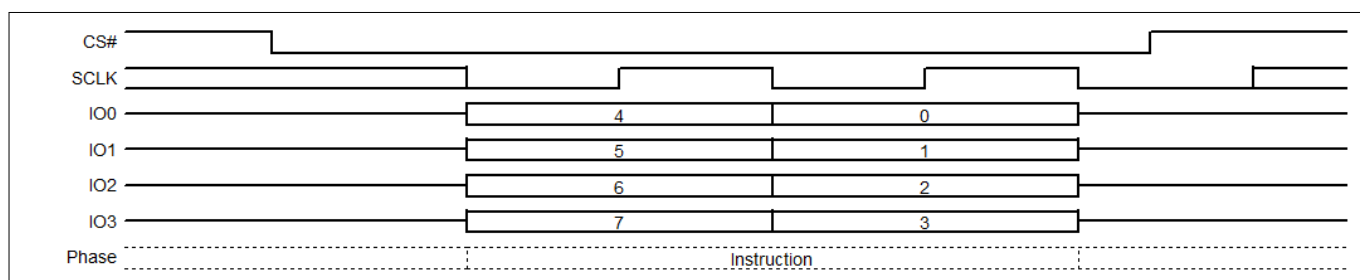 CS#
SCLK
IO0 4 0
IO1 5 1
IO2 6 2
IO3 7 3
Phase Instruction